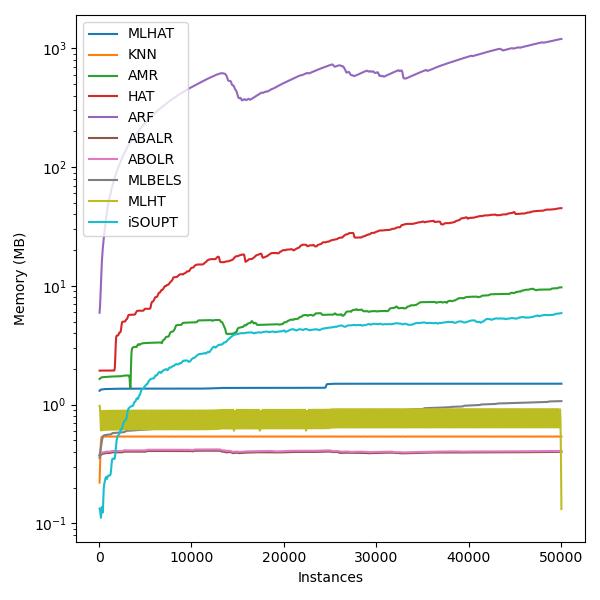 MLHAT
KNN
AMR
HAT
ARF
ABALR
ABOLR
MLBELS
MLHT
iSOUPT
Memory (MB)
10³
10²
10¹
10⁰
10⁻¹
0 10000 20000 30000 40000 50000
Instances